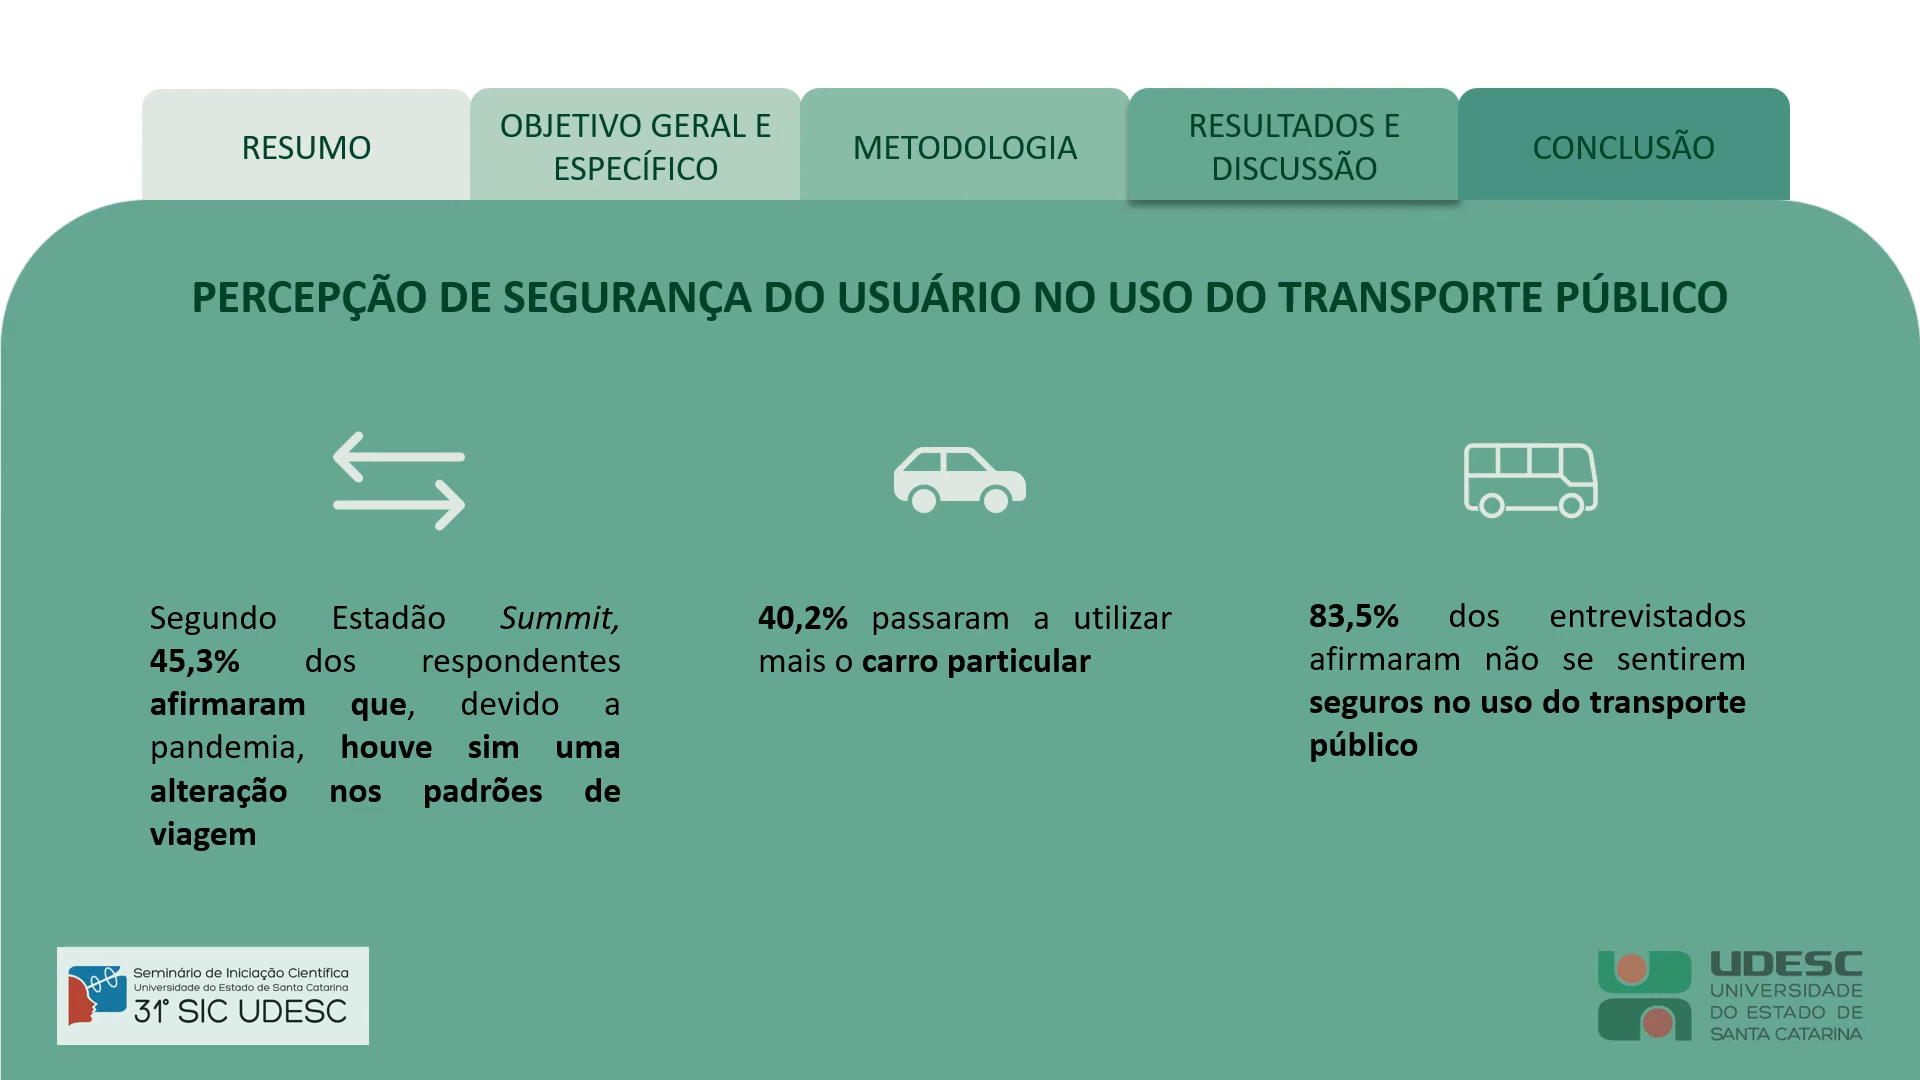 RESUMO
OBJETIVO GERAL E
ESPECÍFICO
METODOLOGIA
RESULTADOS E
DISCUSSÃO
CONCLUSÃO
PERCEPÇÃO DE SEGURANÇA DO USUÁRIO NO USO DO TRANSPORTE PÚBLICO
Segundo Estadão Summit,
45,3% dos respondentes
afirmaram que, devido a
pandemia, houve sim uma
alteração nos padrões de
viagem
40,2% passaram a utilizar
mais o carro particular
83,5% dos entrevistados
afirmaram não se sentirem
seguros no uso do transporte
público
Seminário de Iniciação Científica
Universidade do Estado de Santa Catarina
31° SIC UDESC
UDESC
UNIVERSIDADE
DO ESTADO DE
SANTA CATARINA